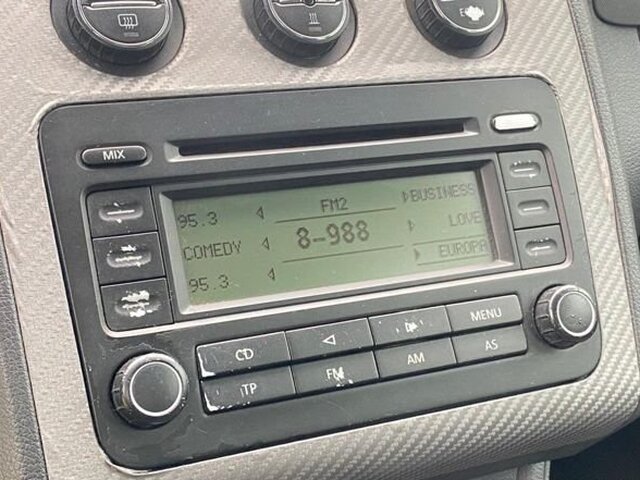 MIX
95.3 FM2 BUSINESS
COMEDY 8-988 LOVE
95.3 EUROPA
CD MENU
TP FM AM AS